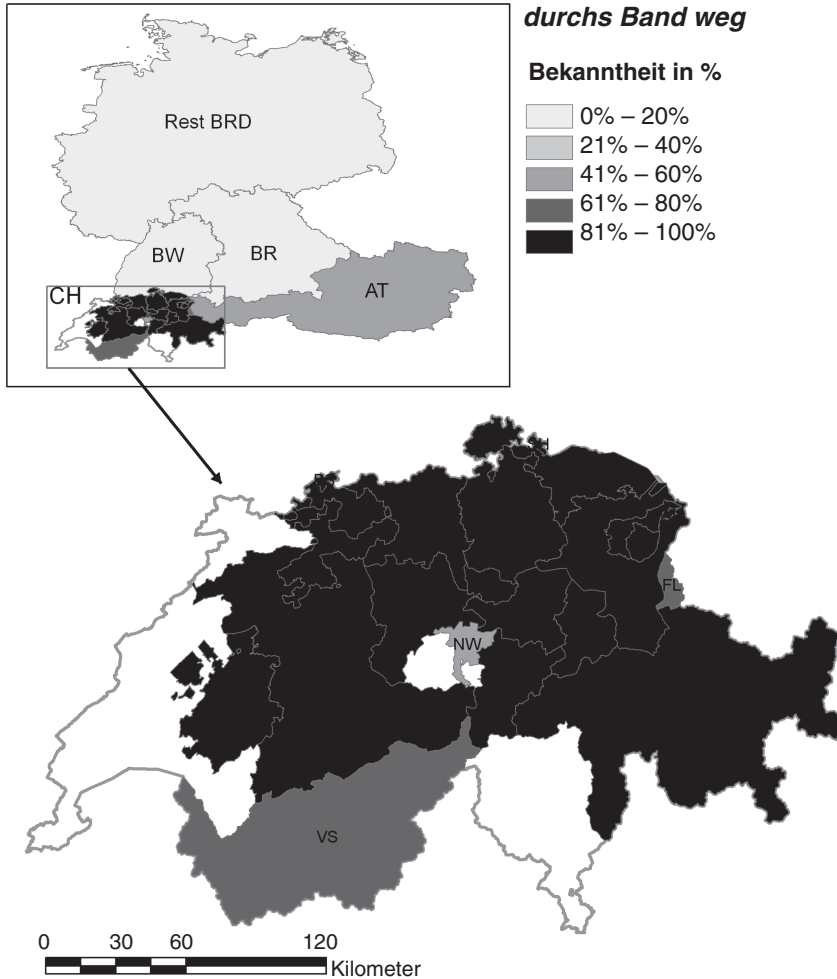 durchs Band weg
Bekanntheit in %
0% – 20%
21% – 40%
41% – 60%
61% – 80%
81% – 100%
Rest BRD
BW
BR
AT
CH
SH
FL
NW
VS
0 30 60 120
Kilometer